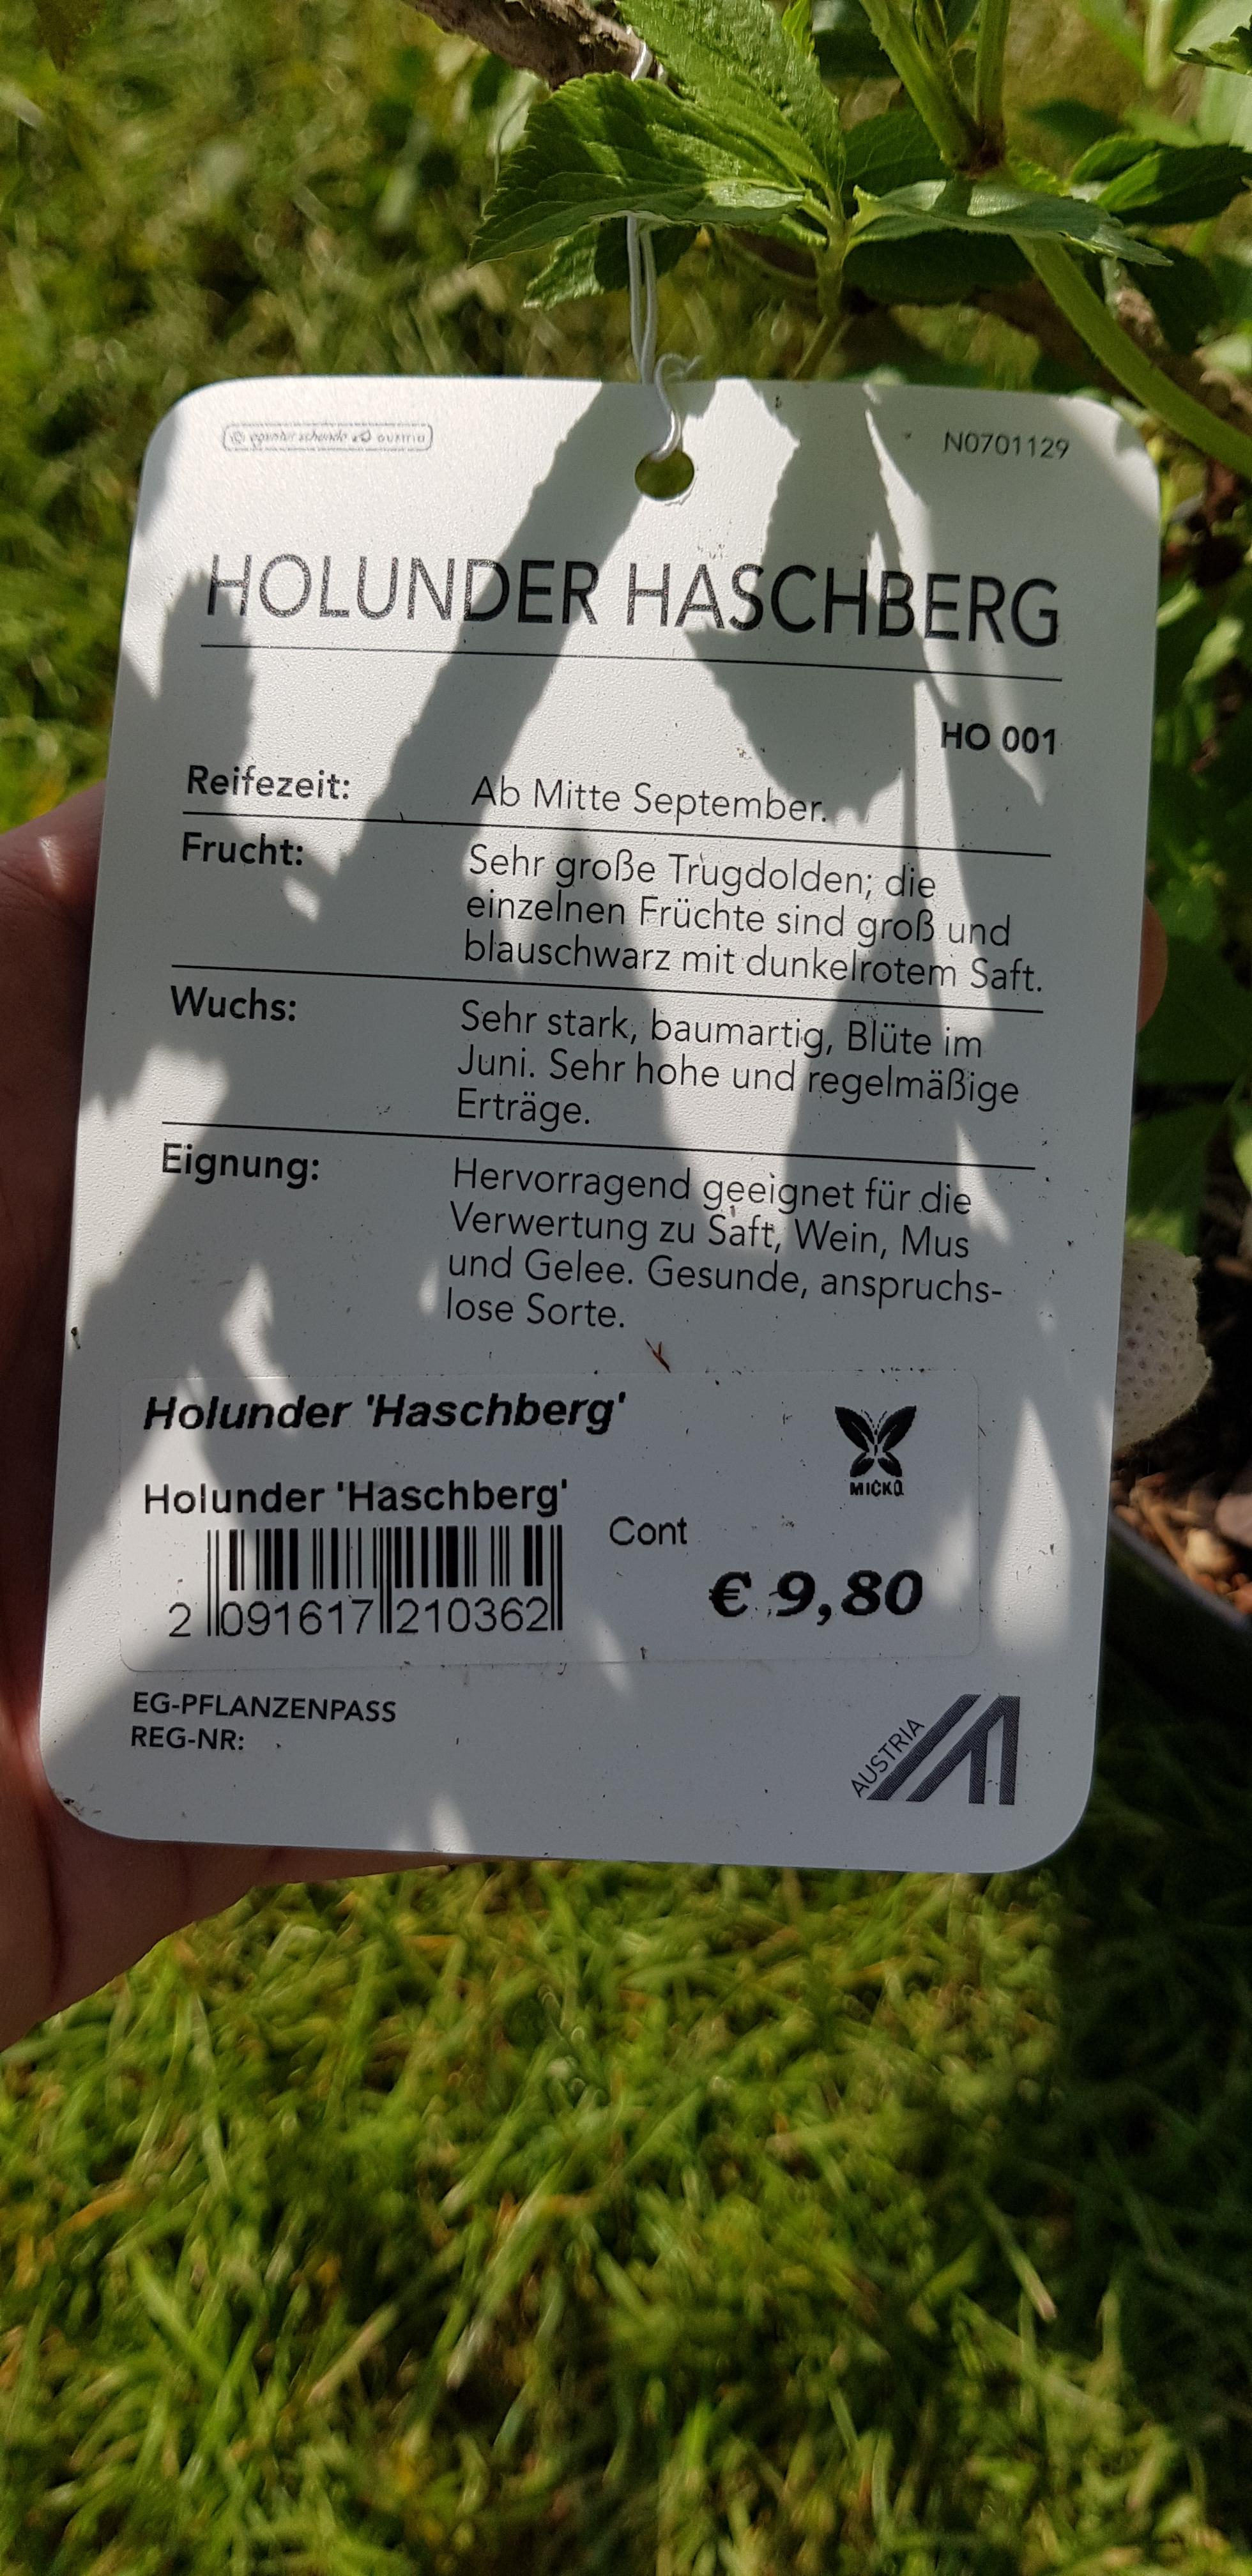 © agentur schendo austria
N0701129
HOLUNDER HASCHBERG
HO 001
Reifezeit: Ab Mitte September.
Frucht: Sehr große Trugdolden; die
einzelnen Früchte sind groß und
blauschwarz mit dunkelrotem Saft.
Wuchs: Sehr stark, baumartig, Blüte im
Juni. Sehr hohe und regelmäßige
Erträge.
Eignung: Hervorragend geeignet für die
Verwertung zu Saft, Wein, Mus
und Gelee. Gesunde, anspruchs-
lose Sorte.
Holunder 'Haschberg'
MICKO
Holunder 'Haschberg'
Cont
€ 9,80
2 091617 210362
EG-PFLANZENPASS
REG-NR:
AUSTRIA
A